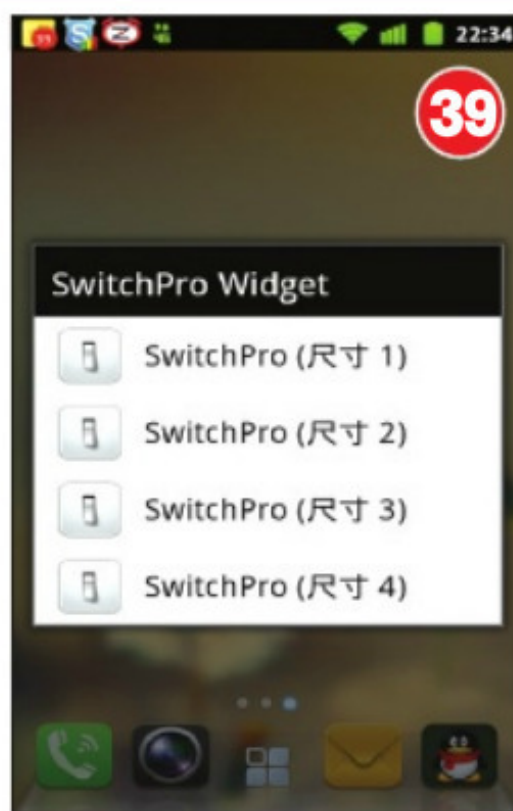 22:34
39
SwitchPro Widget
SwitchPro (尺寸 1)
SwitchPro (尺寸 2)
SwitchPro (尺寸 3)
SwitchPro (尺寸 4)